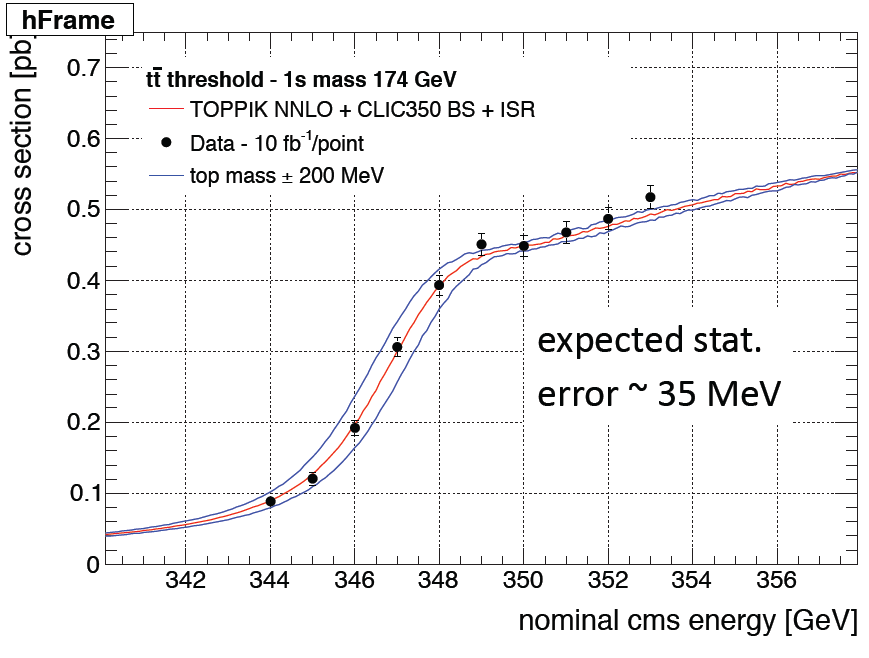 hFrame
cross section [pb]
0.7
0.6
0.5
0.4
0.3
0.2
0.1
0
tt̄ threshold - 1s mass 174 GeV
TOPPIK NNLO + CLIC350 BS + ISR
Data - 10 fb⁻¹/point
top mass ± 200 MeV
expected stat.
error ~ 35 MeV
342 344 346 348 350 352 354 356
nominal cms energy [GeV]